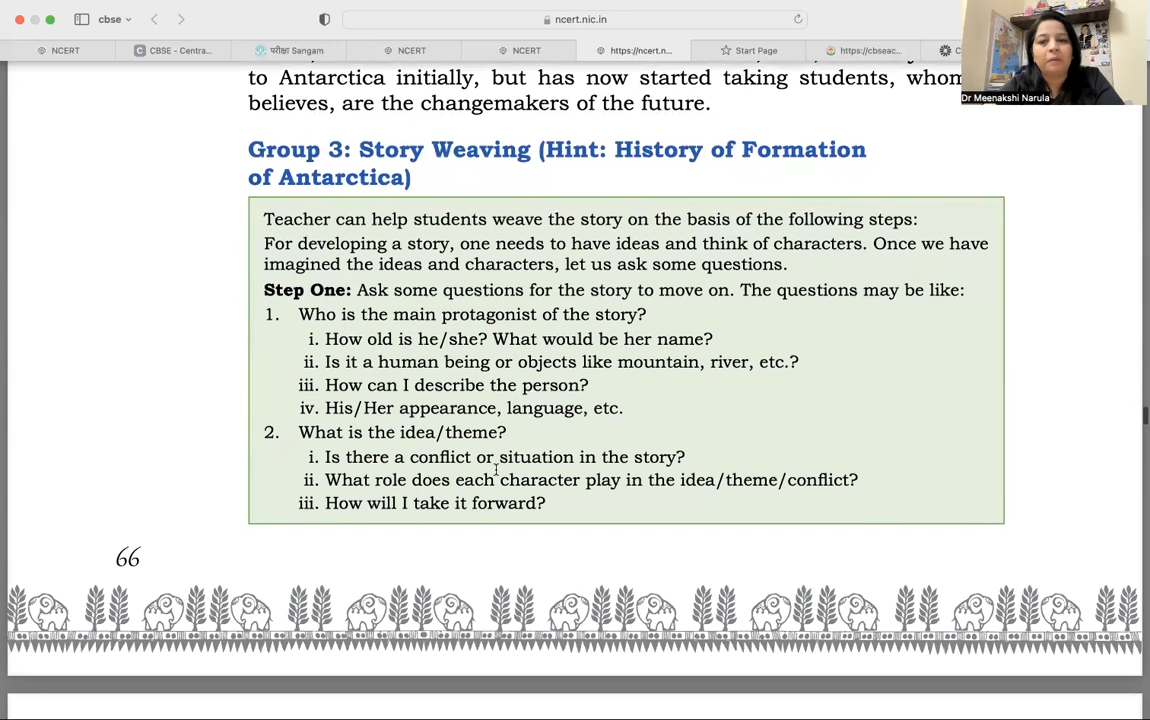 cbse
ncert.nic.in
NCERT
CBSE - Centra...
परीक्षा Sangam
NCERT
NCERT
https://ncert.n...
Start Page
https://cbseac...
C
Dr Meenakshi Narula
to Antarctica initially, but has now started taking students, whom
believes, are the changemakers of the future.
Group 3: Story Weaving (Hint: History of Formation
of Antarctica)
Teacher can help students weave the story on the basis of the following steps:
For developing a story, one needs to have ideas and think of characters. Once we have
imagined the ideas and characters, let us ask some questions.
Step One: Ask some questions for the story to move on. The questions may be like:
1. Who is the main protagonist of the story?
i. How old is he/she? What would be her name?
ii. Is it a human being or objects like mountain, river, etc.?
iii. How can I describe the person?
iv. His/Her appearance, language, etc.
2. What is the idea/theme?
i. Is there a conflict or situation in the story?
ii. What role does each character play in the idea/theme/conflict?
iii. How will I take it forward?
66